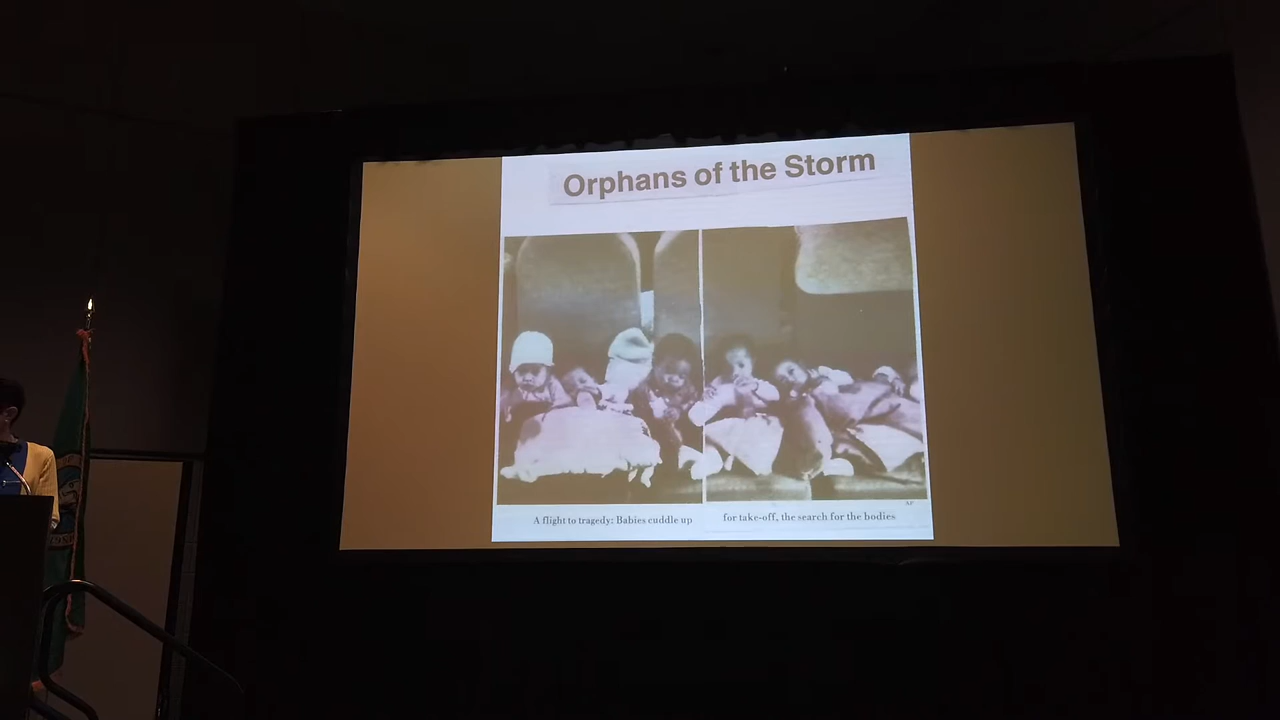 Orphans of the Storm
A flight to tragedy: Babies cuddle up
for take-off, the search for the bodies